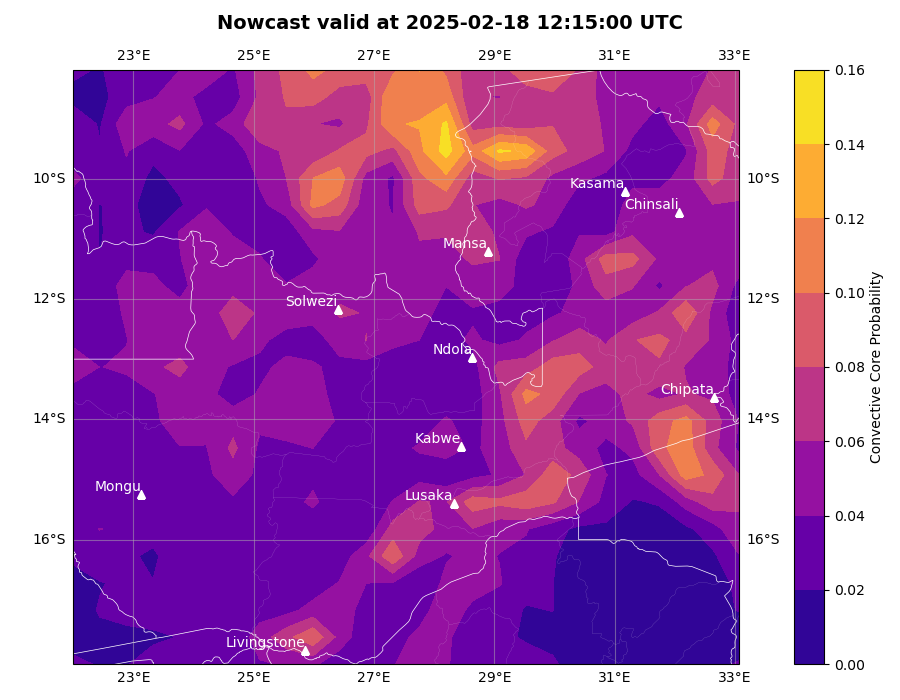 Nowcast valid at 2025-02-18 12:15:00 UTC
23°E 25°E 27°E 29°E 31°E 33°E
0.16
0.14
10°S Kasama 10°S
Chinsali
0.12
Mansa
0.10
12°S Solwezi 12°S
Convective Core Probability
0.08
Ndola
Chipata
14°S 14°S
0.06
Kabwe
Mongu
Lusaka
0.04
16°S 16°S
0.02
Livingstone
0.00
23°E 25°E 27°E 29°E 31°E 33°E